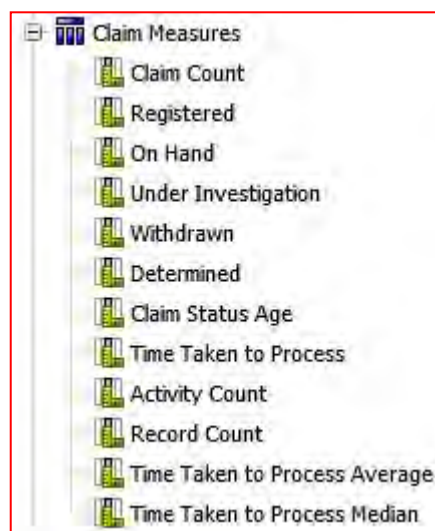 Claim Measures
Claim Count
Registered
On Hand
Under Investigation
Withdrawn
Determined
Claim Status Age
Time Taken to Process
Activity Count
Record Count
Time Taken to Process Average
Time Taken to Process Median